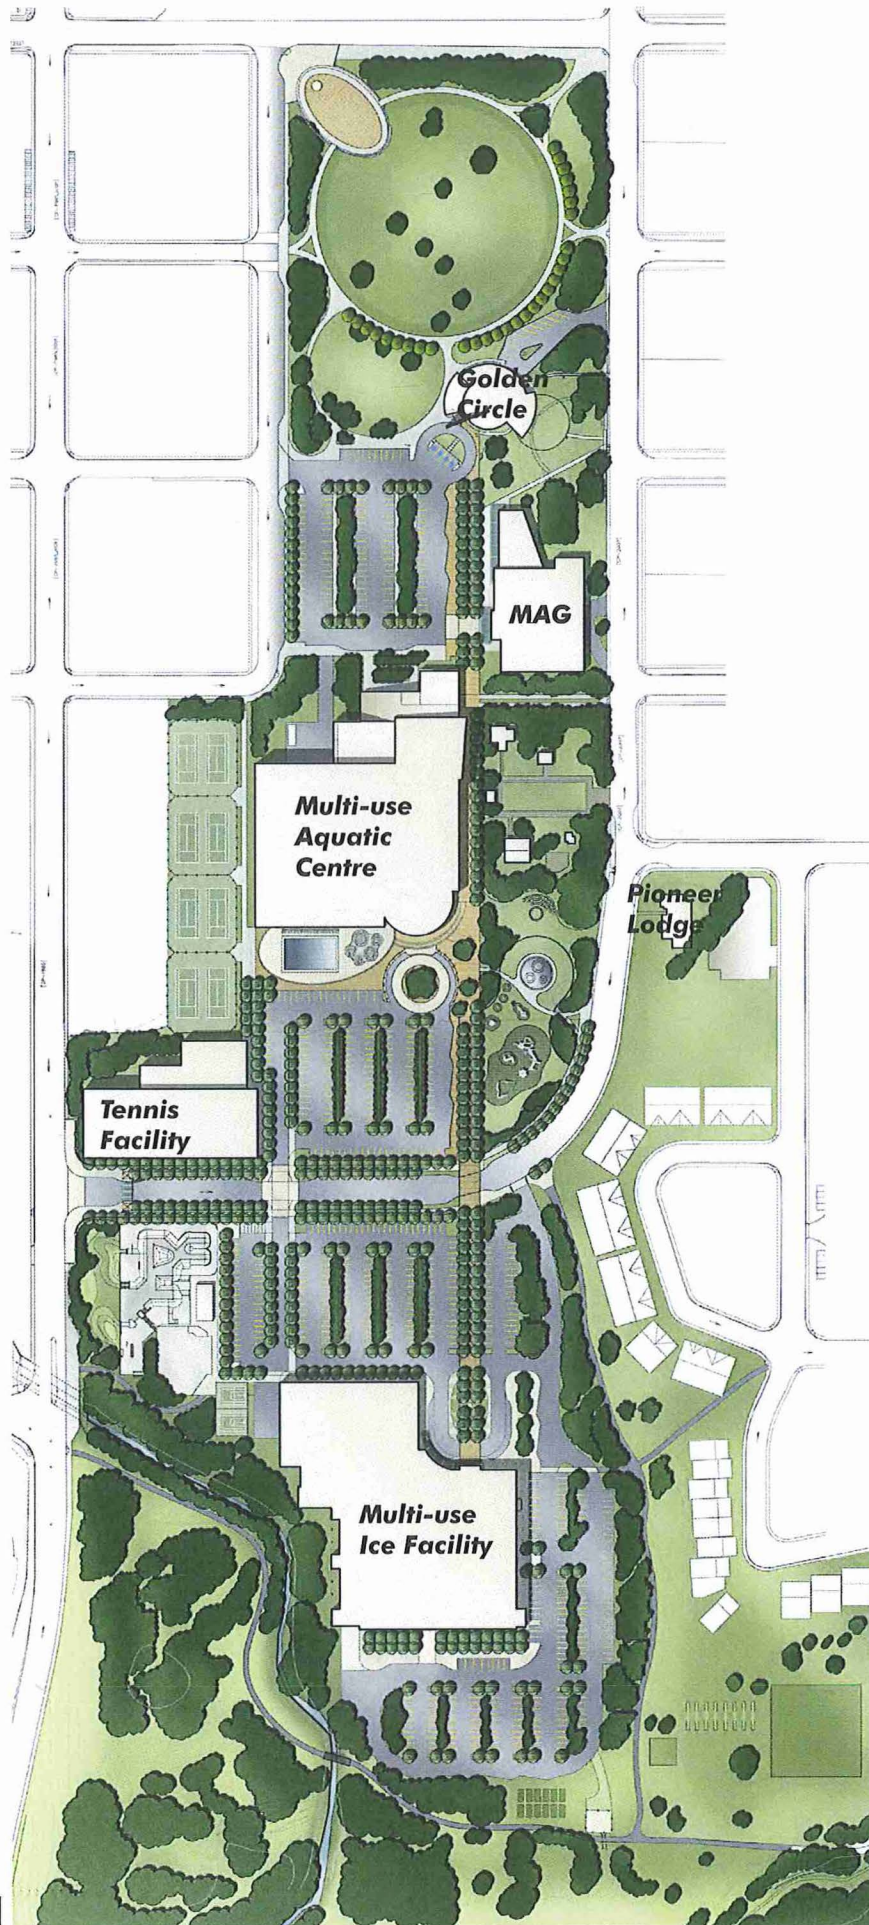 Golden
Circle
MAG
Multi-use
Aquatic
Centre
Pioneer
Lodge
Tennis
Facility
Multi-use
Ice Facility